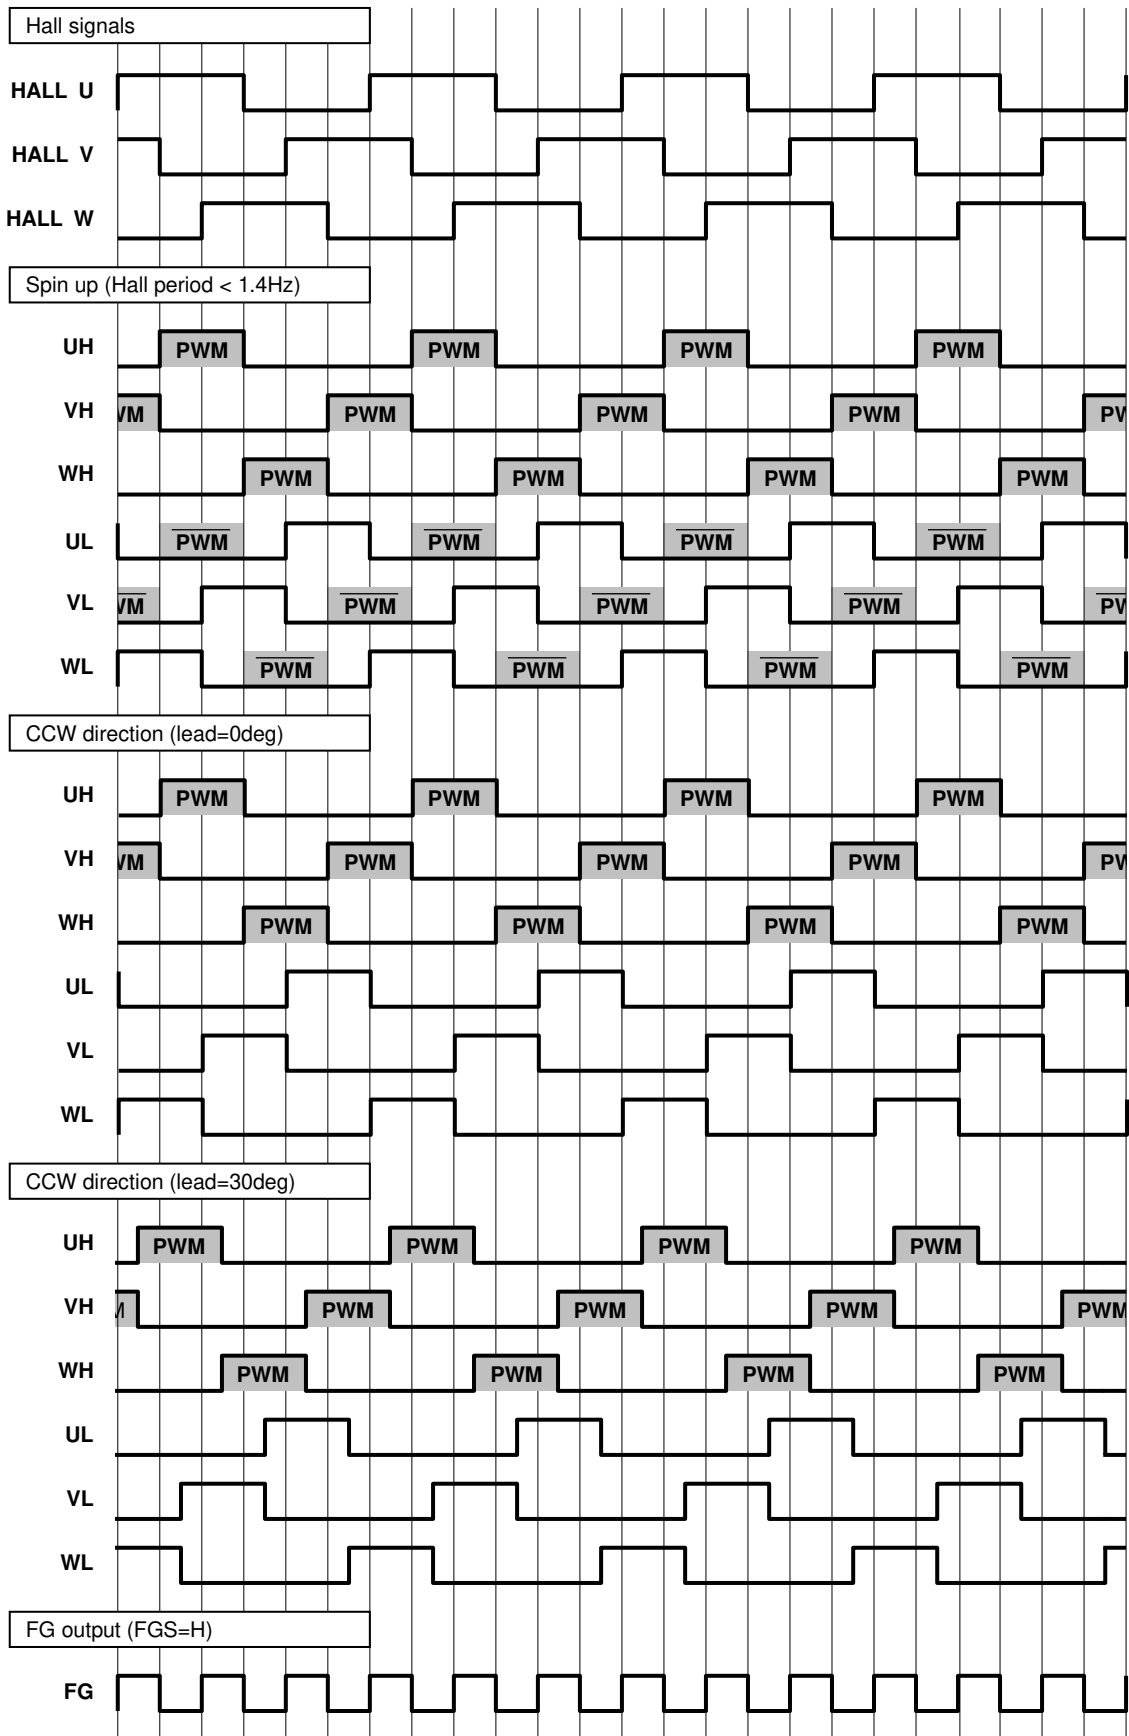 Hall signals
HALL U
HALL V
HALL W
Spin up (Hall period < 1.4Hz)
UH PWM PWM PWM PWM
VH PWM PWM PWM
WH PWM PWM PWM PWM
UL PWM PWM PWM PWM
VL PWM PWM PWM
WL PWM PWM PWM PWM
CCW direction (lead=0deg)
UH PWM PWM PWM PWM
VH PWM PWM PWM
WH PWM PWM PWM PWM
UL
VL
WL
CCW direction (lead=30deg)
UH PWM PWM PWM PWM
VH PWM PWM PWM PWM
WH PWM PWM PWM PWM
UL
VL
WL
FG output (FGS=H)
FG